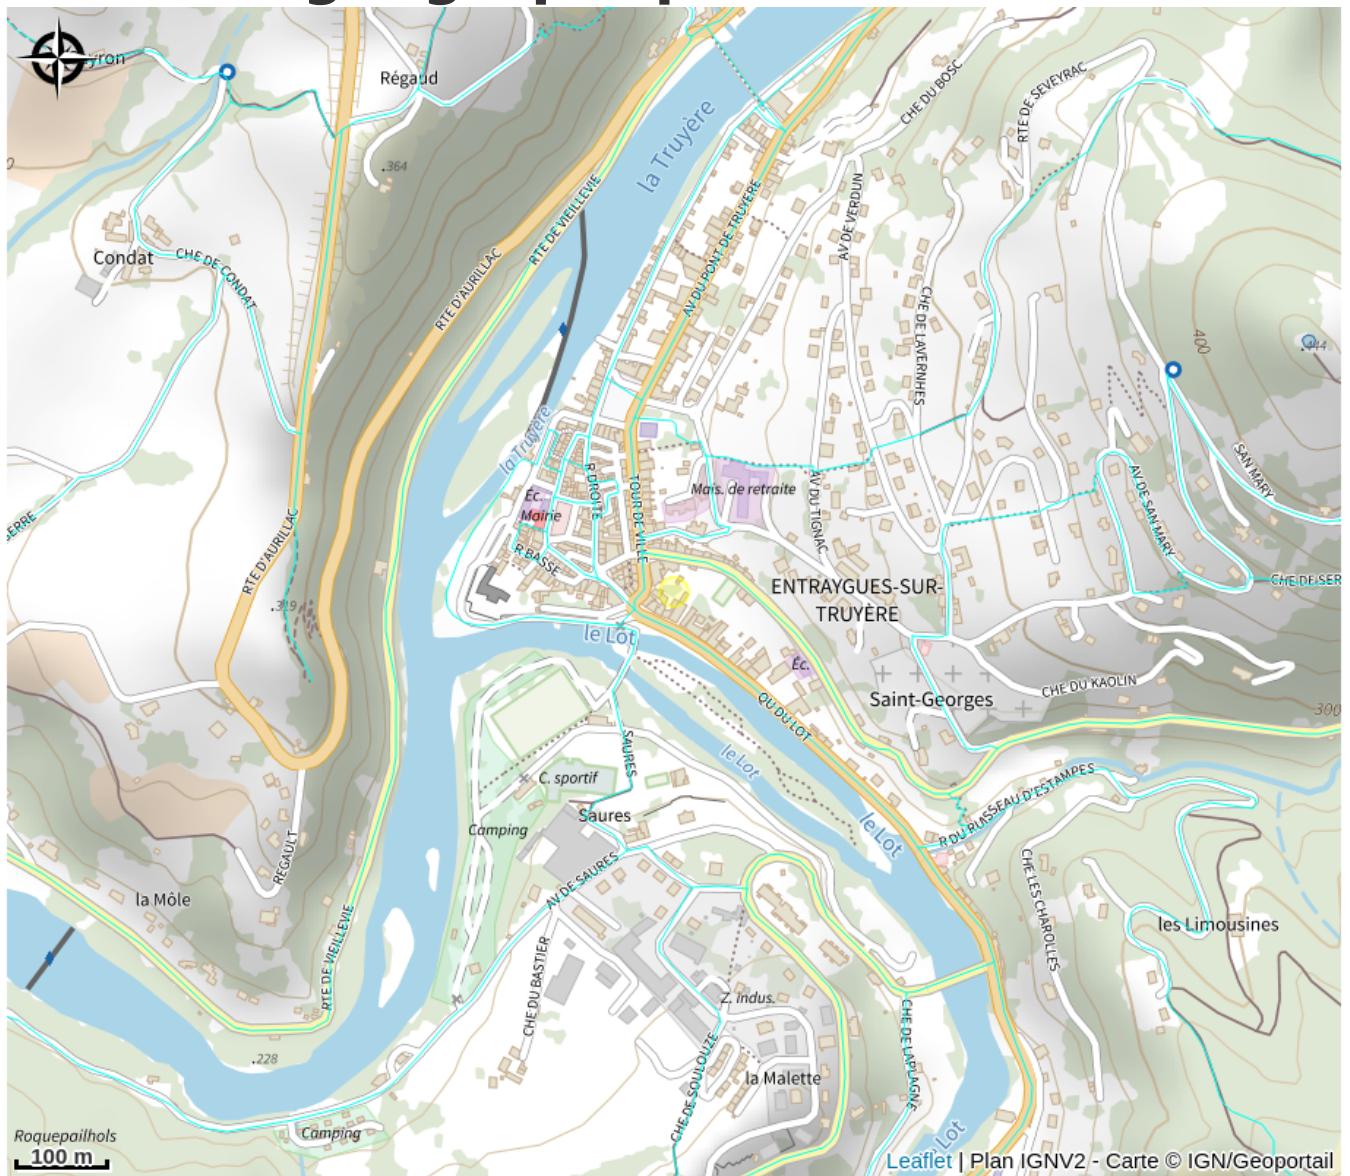 Régaud
.364
la Truyère
CHE DU BOSC
RTE DE SEVEYRAC
RTE DE VIEILLEVIE
AV DE VERDUN
AV DU PONT DE TRUYERE
Condat
CHE DE CONDAT
RTE D'AURILLAC
CHE DE LAVERNHES
400
.444
la Truyère
R DROITE
TOUR DE VILLE
Mais. de retraite
AV DU TIGNAC
AV DE SAN MARY
SAN MARY
Éc.
Mairie
R BASSE
RTE D'AURILLAC
.319
ENTRAYGUES-SUR-
TRUYÈRE
CHE DE SER
le Lot
Éc.
Saint-Georges
CHE DU KAOLIN
300
QU DU LOT
SAURES
le Lot
C. sportif
R DU RUISSEAU D'ESTAMPES
Camping
Saures
le Lot
REGAULT
AV DE SAURES
CHE LES CHAROLLES
la Môle
les Limousines
RTE DE VIEILLEVIE
CHE DU BASTIER
Z. indus.
CHE DE LAPLAGNE
.228
CHE DE SOULOUZE
la Malette
Camping
Roquepailhols
Lot
100 m
Leaflet | Plan IGNV2 - Carte © IGN/Geoportail